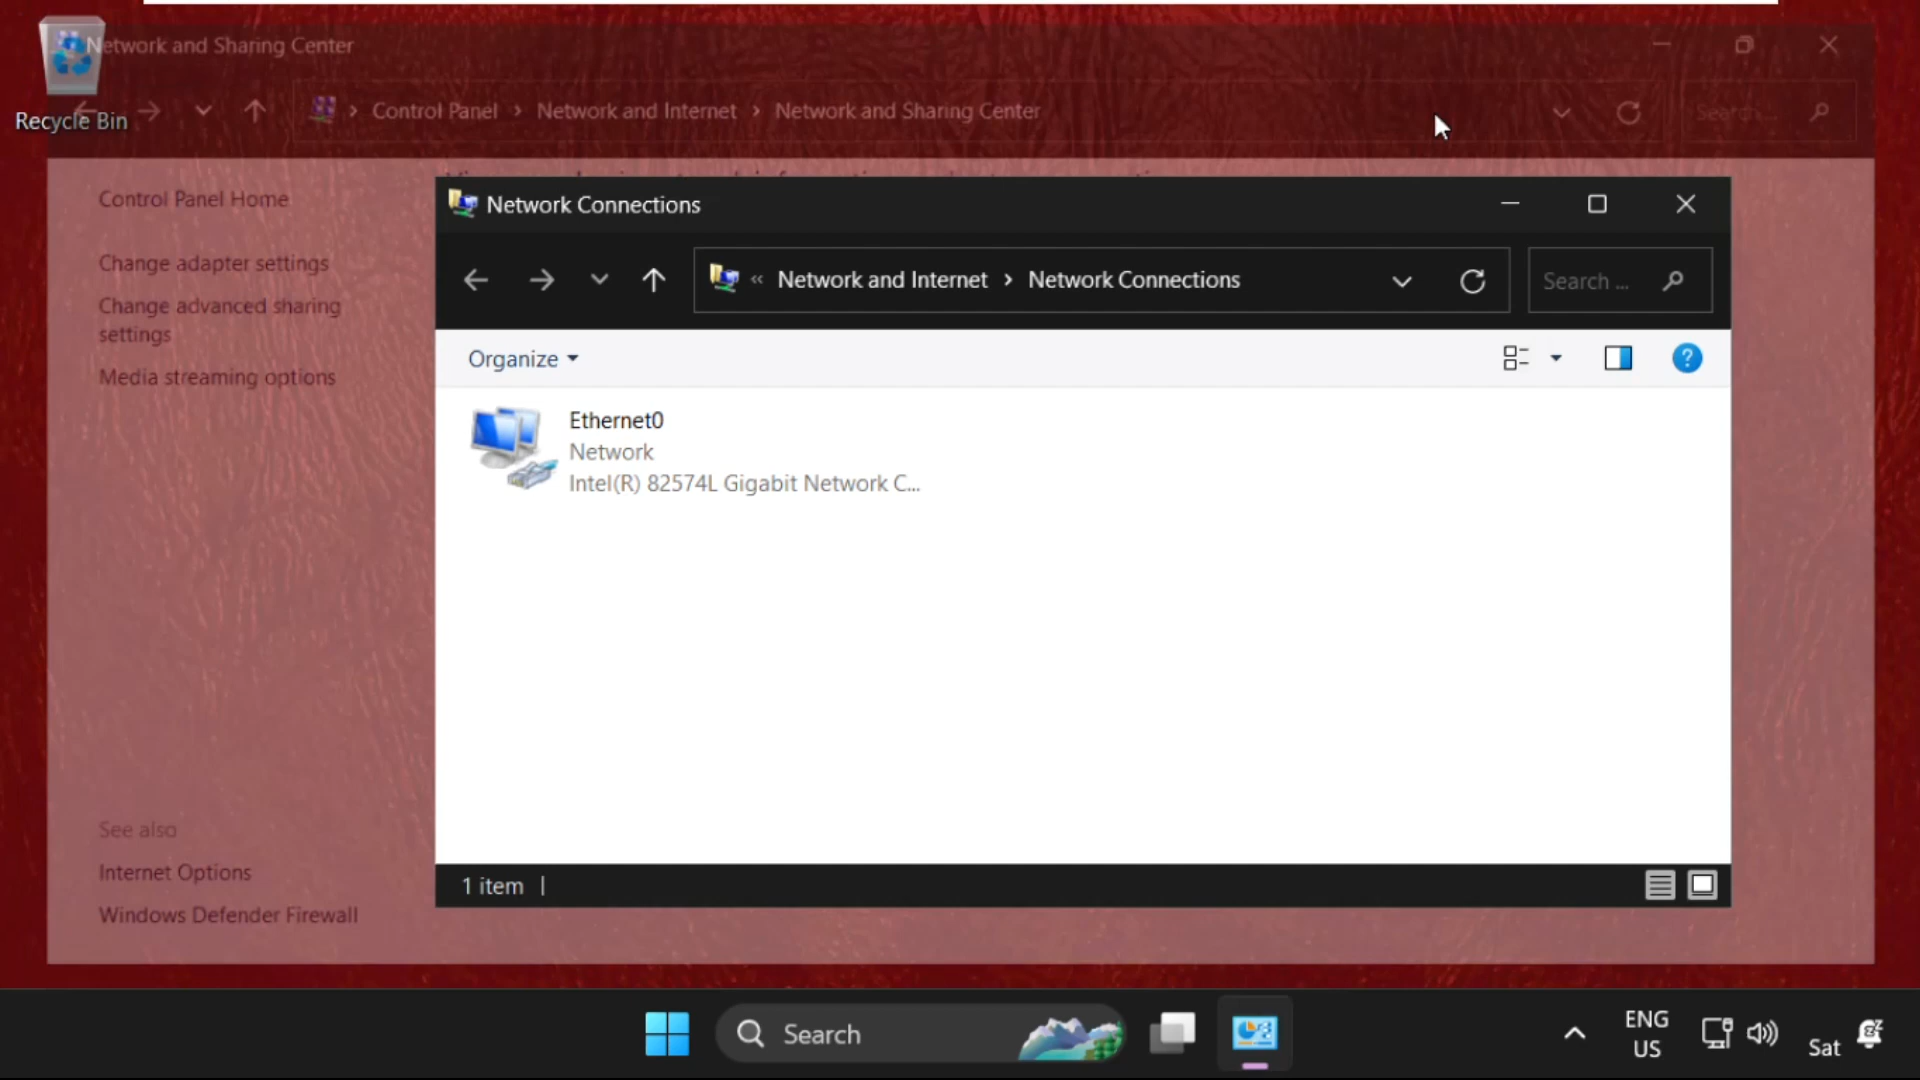 Network and Sharing Center
Recycle Bin
Control Panel > Network and Internet > Network and Sharing Center
Search...
Control Panel Home
Change adapter settings
Change advanced sharing
settings
Media streaming options
See also
Internet Options
Windows Defender Firewall
Network Connections
« Network and Internet > Network Connections
Search ...
Organize
Ethernet0
Network
Intel(R) 82574L Gigabit Network C...
1 item
Search
ENG
US
Sat